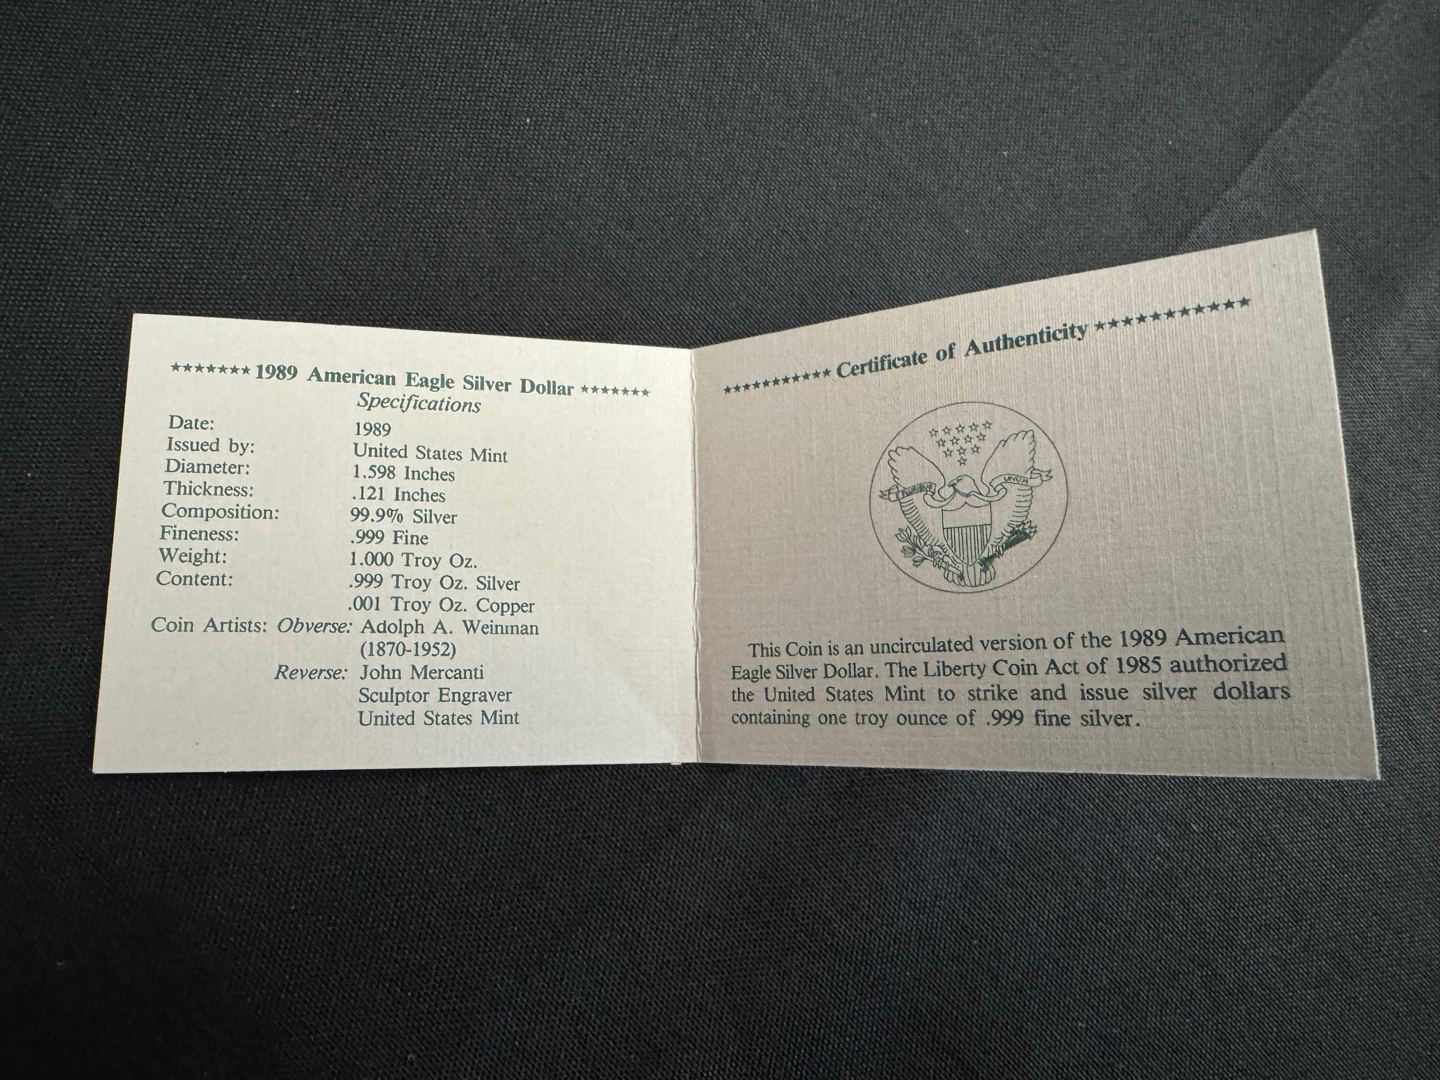 ★★★★★★★ 1989 American Eagle Silver Dollar ★★★★★★★
Specifications
Date: 1989
Issued by: United States Mint
Diameter: 1.598 Inches
Thickness: .121 Inches
Composition: 99.9% Silver
Fineness: .999 Fine
Weight: 1.000 Troy Oz.
Content: .999 Troy Oz. Silver
.001 Troy Oz. Copper
Coin Artists: Obverse: Adolph A. Weinman
(1870-1952)
Reverse: John Mercanti
Sculptor Engraver
United States Mint
★★★★★★★★★★★ Certificate of Authenticity ★★★★★★★★★★★
UNUM
This Coin is an uncirculated version of the 1989 American
Eagle Silver Dollar. The Liberty Coin Act of 1985 authorized
the United States Mint to strike and issue silver dollars
containing one troy ounce of .999 fine silver.